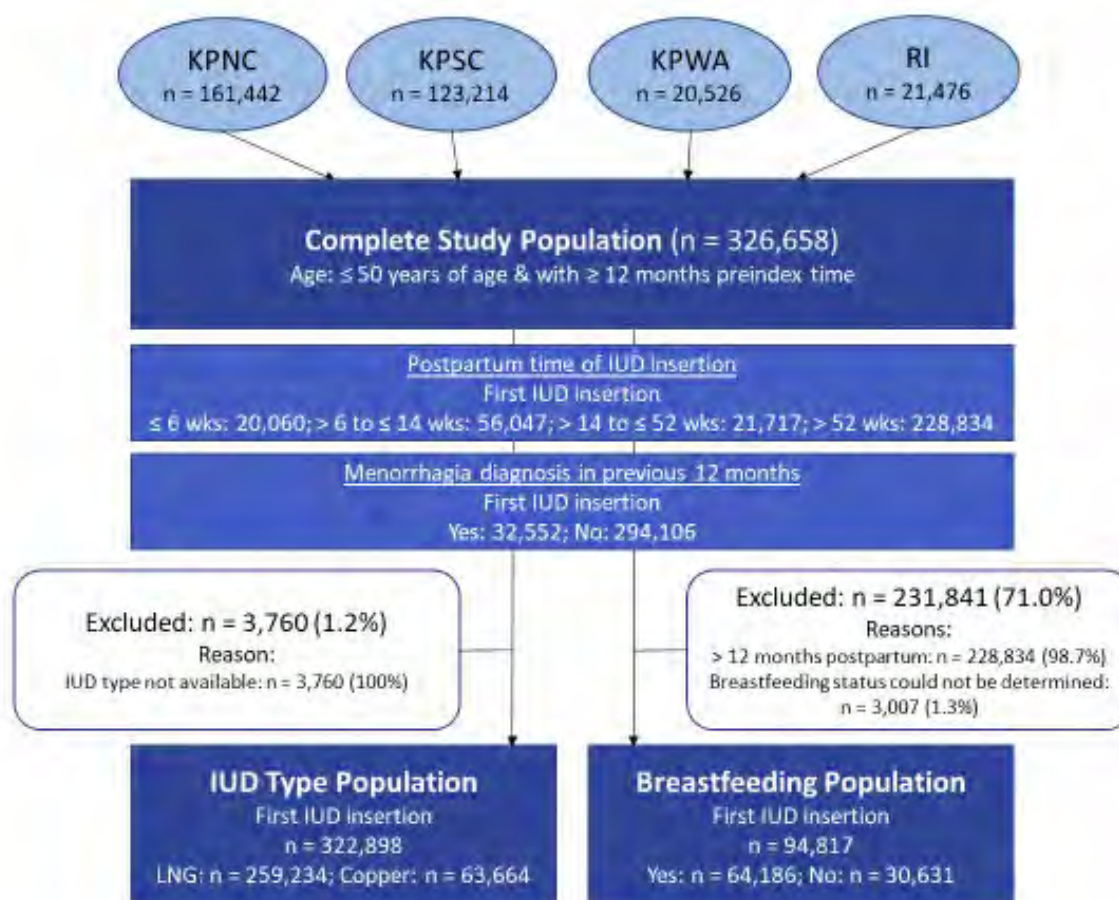 KPNC
n = 161,442
KPSC
n = 123,214
KPWA
n = 20,526
RI
n = 21,476
Complete Study Population (n = 326,658)
Age: ≤ 50 years of age & with ≥ 12 months preindex time
Postpartum time of IUD Insertion
First IUD insertion
≤ 6 wks: 20,060; > 6 to ≤ 14 wks: 56,047; > 14 to ≤ 52 wks: 21,717; > 52 wks: 228,834
Menorrhagia diagnosis in previous 12 months
First IUD insertion
Yes: 32,552; No: 294,106
Excluded: n = 3,760 (1.2%)
Reason:
IUD type not available: n = 3,760 (100%)
Excluded: n = 231,841 (71.0%)
Reasons:
> 12 months postpartum: n = 228,834 (98.7%)
Breastfeeding status could not be determined:
n = 3,007 (1.3%)
IUD Type Population
First IUD insertion
n = 322,898
LNG: n = 259,234; Copper: n = 63,664
Breastfeeding Population
First IUD insertion
n = 94,817
Yes: n = 64,186; No: n = 30,631